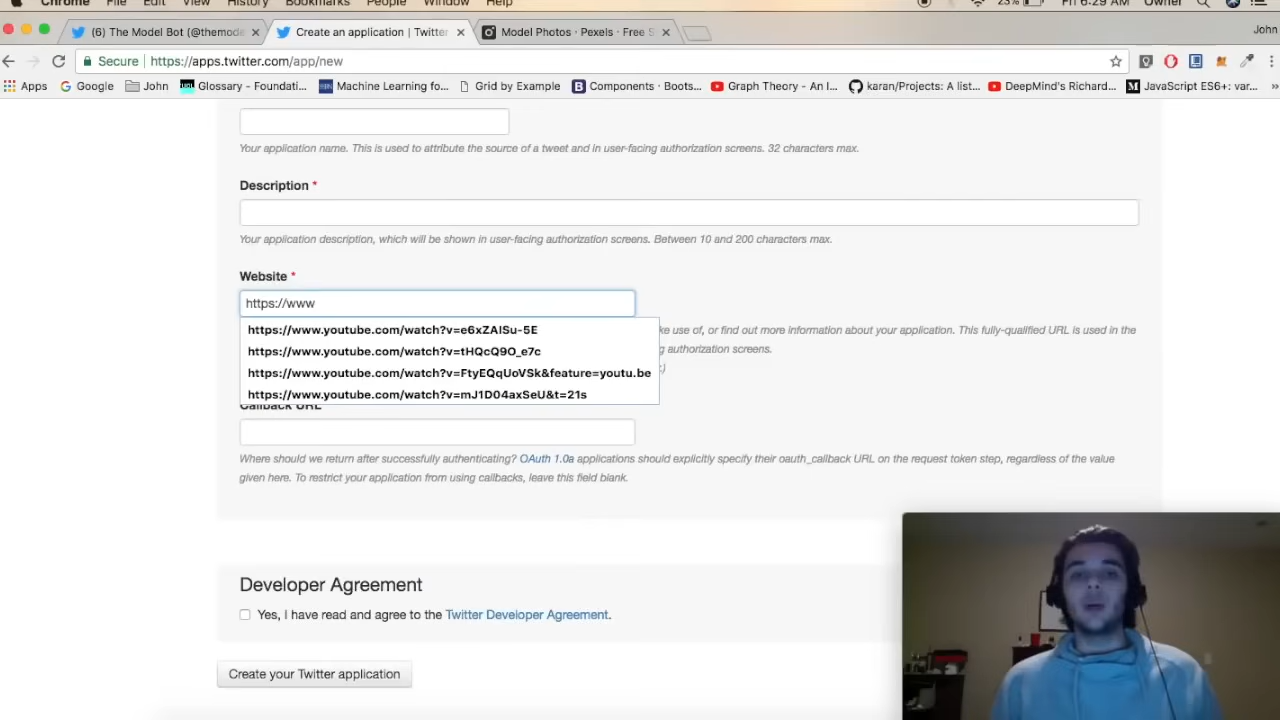 Chrome File Edit View History Bookmarks People Window Help 23% Fri 6:29 AM Owner
(6) The Model Bot (@themode Create an application | Twitter Model Photos · Pexels · Free S John
Secure https://apps.twitter.com/app/new
Apps Google John Glossary - Foundati... Machine Learning fo... Grid by Example Components · Boots... Graph Theory - An I... karan/Projects: A list... DeepMind's Richard... JavaScript ES6+: var...
Your application name. This is used to attribute the source of a tweet and in user-facing authorization screens. 32 characters max.
Description *
Your application description, which will be shown in user-facing authorization screens. Between 10 and 200 characters max.
Website *
https://www
https://www.youtube.com/watch?v=e6xZAlSu-5E
ke use of, or find out more information about your application. This fully-qualified URL is used in the
https://www.youtube.com/watch?v=tHQcQ9O_e7c
authorization screens.
https://www.youtube.com/watch?v=FtyEQqUoVSk&feature=youtu.be
https://www.youtube.com/watch?v=mJ1D04axSeU&t=21s
Callback URL
Where should we return after successfully authenticating? OAuth 1.0a applications should explicitly specify their oauth_callback URL on the request token step, regardless of the value
given here. To restrict your application from using callbacks, leave this field blank.
Developer Agreement
Yes, I have read and agree to the Twitter Developer Agreement.
Create your Twitter application